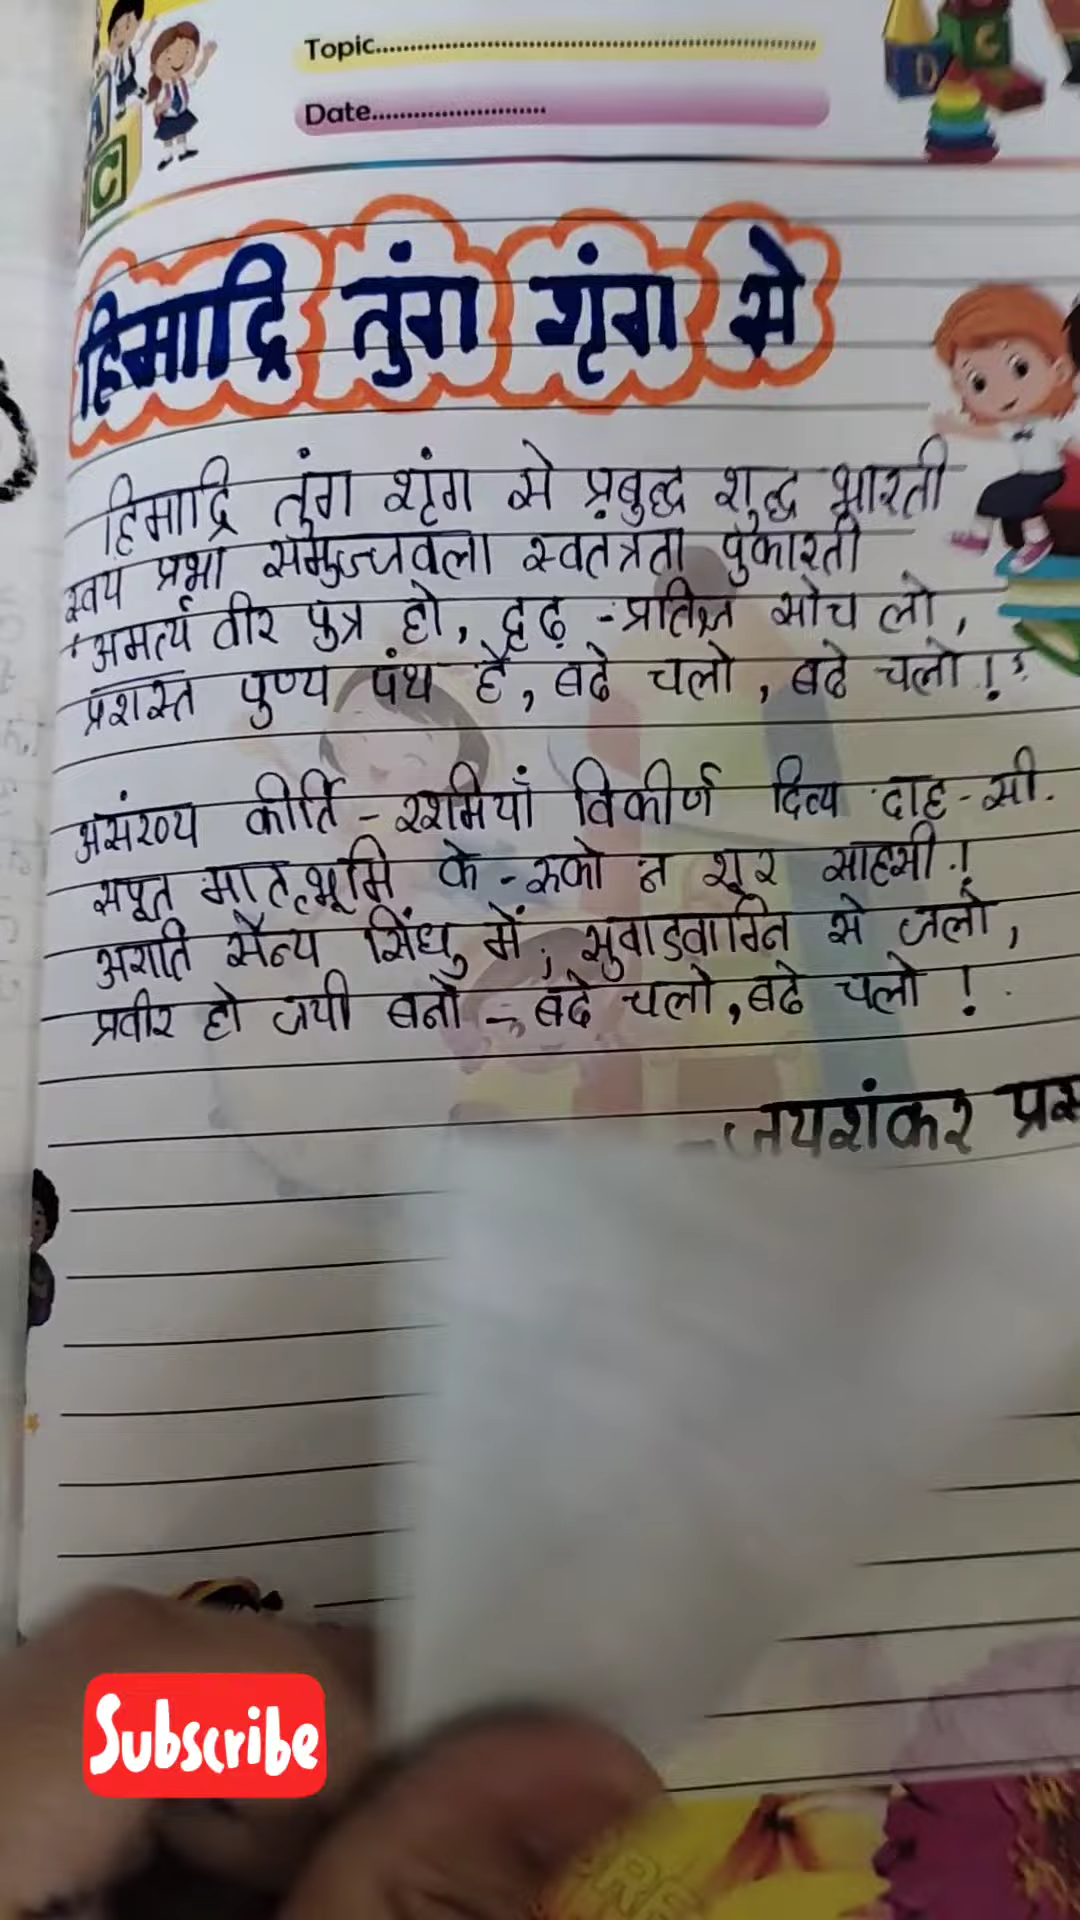 Topic
Date
हिमाद्रि तुंग शृंग से
हिमाद्रि तुंग शृंग से प्रबुद्ध शुद्ध भारती
स्वयं प्रभा समुज्जवला स्वतंत्रता पुकारती
'अमर्त्य वीर पुत्र हो, दृढ़ - प्रतिज्ञ सोच लो,
प्रशस्त पुण्य पंथ है, बढे चलो, बढे चलो !'
असंख्य कीर्ति - रश्मियाँ विकीर्ण दिव्य दाह - सी
सपूत मातृभूमि के - रुको न शूर साहसी !
अराति सैन्य सिंधु में, सुवाडवाग्नि से जलो,
प्रवीर हो जयी बनो - बढे चलो, बढे चलो !
- जयशंकर
Subscribe